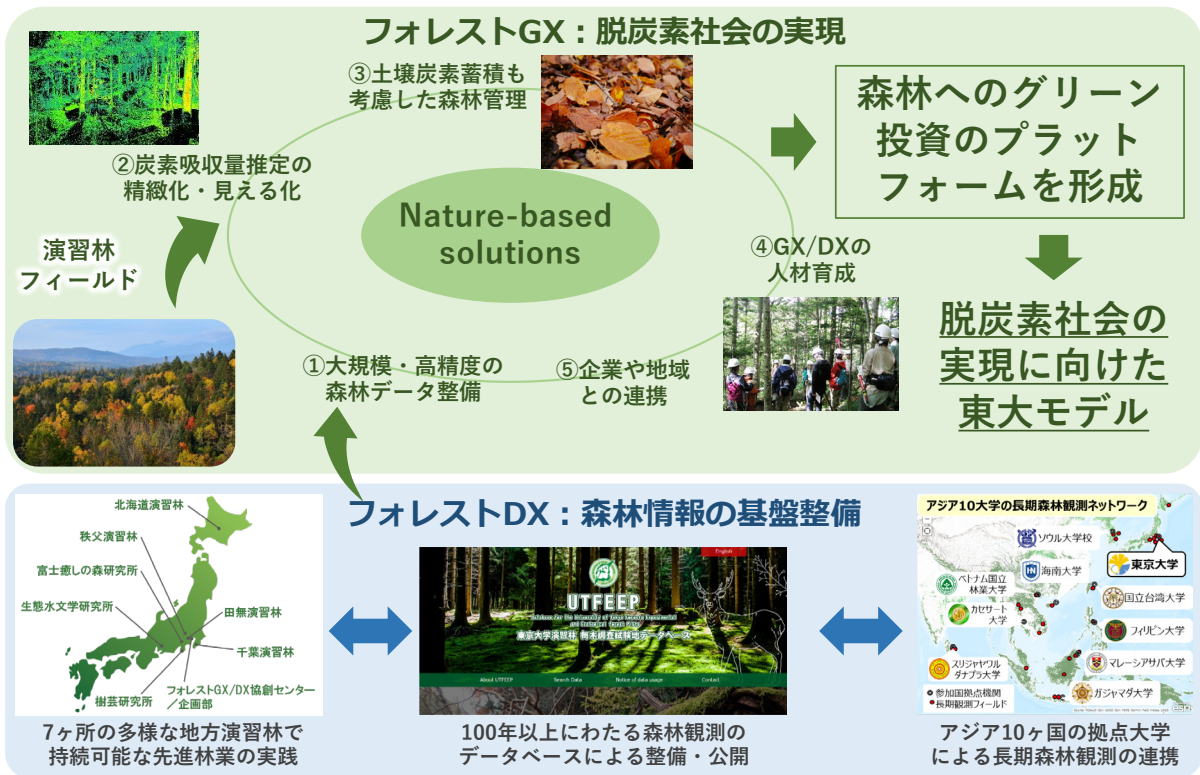 フォレストGX：脱炭素社会の実現
③土壌炭素蓄積も
考慮した森林管理
②炭素吸収量推定の
精緻化・見える化
Nature-based
solutions
演習林
フィールド
④GX/DXの
人材育成
①大規模・高精度の
森林データ整備
⑤企業や地域
との連携
森林へのグリーン
投資のプラット
フォームを形成
脱炭素社会の
実現に向けた
東大モデル
フォレストDX：森林情報の基盤整備
北海道演習林
秩父演習林
富士癒しの森研究所
生態水文学研究所
田無演習林
千葉演習林
樹芸研究所
フォレストGX/DX協創センター
／企画部
7ヶ所の多様な地方演習林で
持続可能な先進林業の実践
English
UTFEEP
東京大学演習林 樹木調査試験地データベース
About UTFEEP
Search Data
Notice of data usage
Contact
100年以上にわたる森林観測の
データベースによる整備・公開
アジア10大学の長期森林観測ネットワーク
ソウル大学校
海南大学
東京大学
ベトナム国立
林業大学
国立台湾大学
カセサート
大学
フィリピン大学
スリジャヤワル
ダナプラ大学
マレーシアサバ大学
ガジャマダ大学
参加国拠点機関
長期観測フィールド
esri
アジア10ヶ国の拠点大学
による長期森林観測の連携